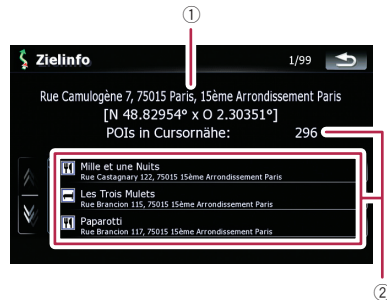 ①
Zielinfo 1/99
Rue Camulogène 7, 75015 Paris, 15ème Arrondissement Paris
[N 48.82954° x O 2.30351°]
POIs in Cursornähe: 296
Mille et une Nuits
Rue Castagnary 122, 75015 15ème Arrondissement Paris
Les Trois Mulets
Rue Brancion 115, 75015 15ème Arrondissement Paris
Paparotti
Rue Brancion 117, 75015 15ème Arrondissement Paris
②